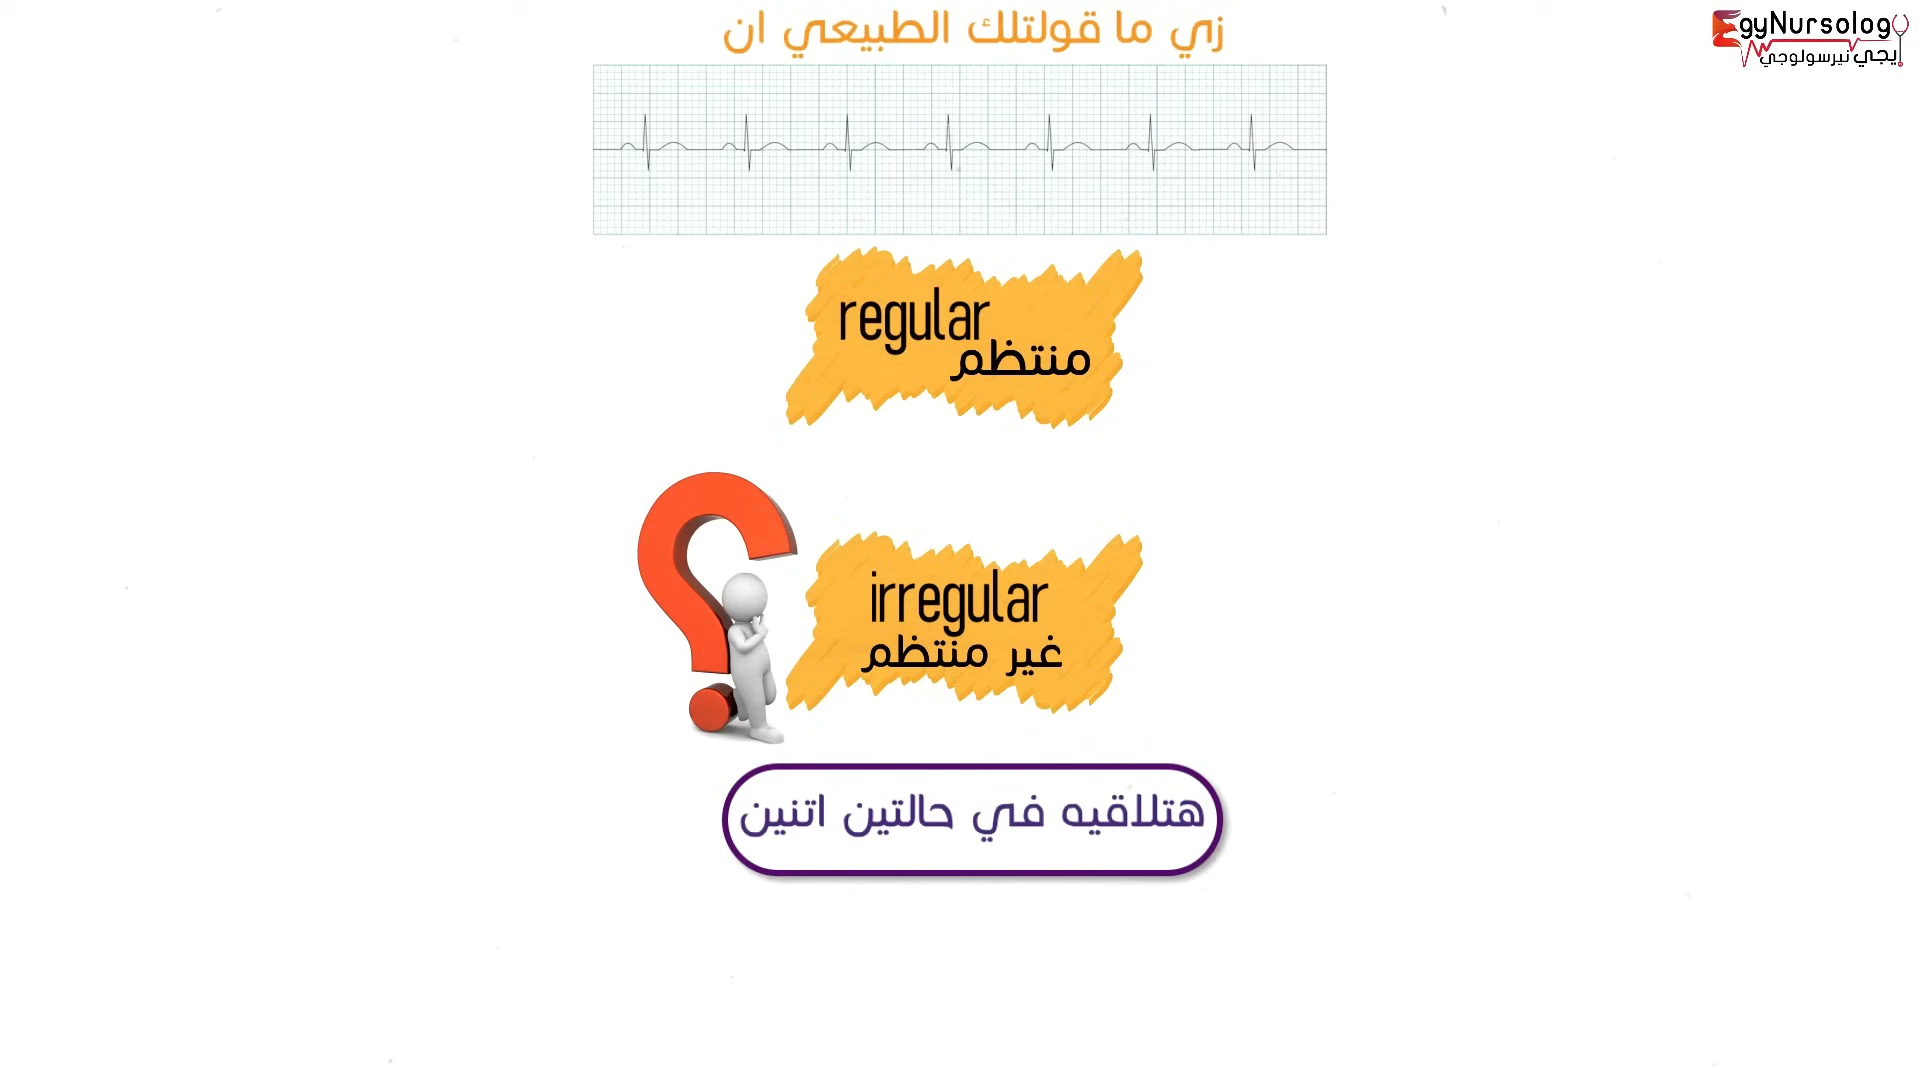 زي ما قولتلك الطبيعي ان
EgyNursology
إيجي نيرسولوجي
regular
منتظم
irregular
غير منتظم
هتلاقيه في حالتين اتنين